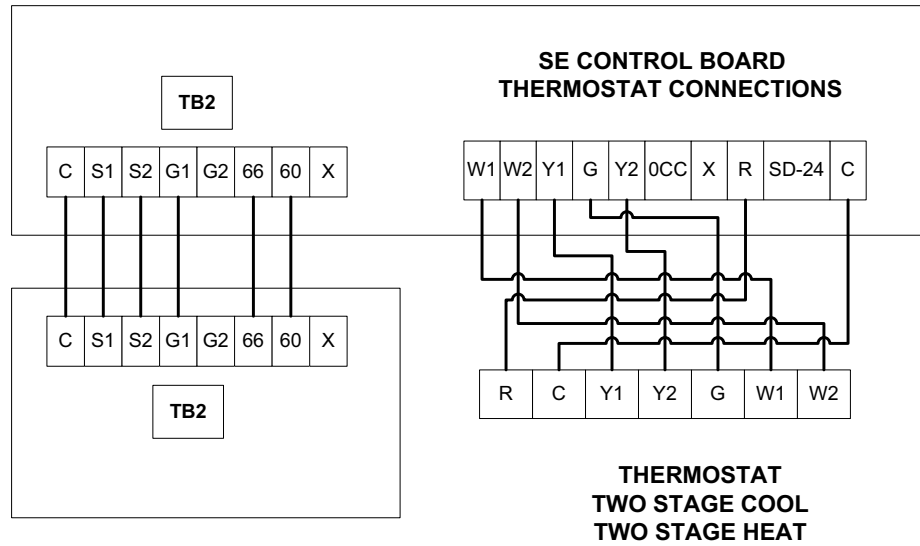 SE CONTROL BOARD
THERMOSTAT CONNECTIONS
TB2
C S1 S2 G1 G2 66 60 X
W1 W2 Y1 G Y2 0CC X R SD-24 C
C S1 S2 G1 G2 66 60 X
TB2
R C Y1 Y2 G W1 W2
THERMOSTAT
TWO STAGE COOL
TWO STAGE HEAT